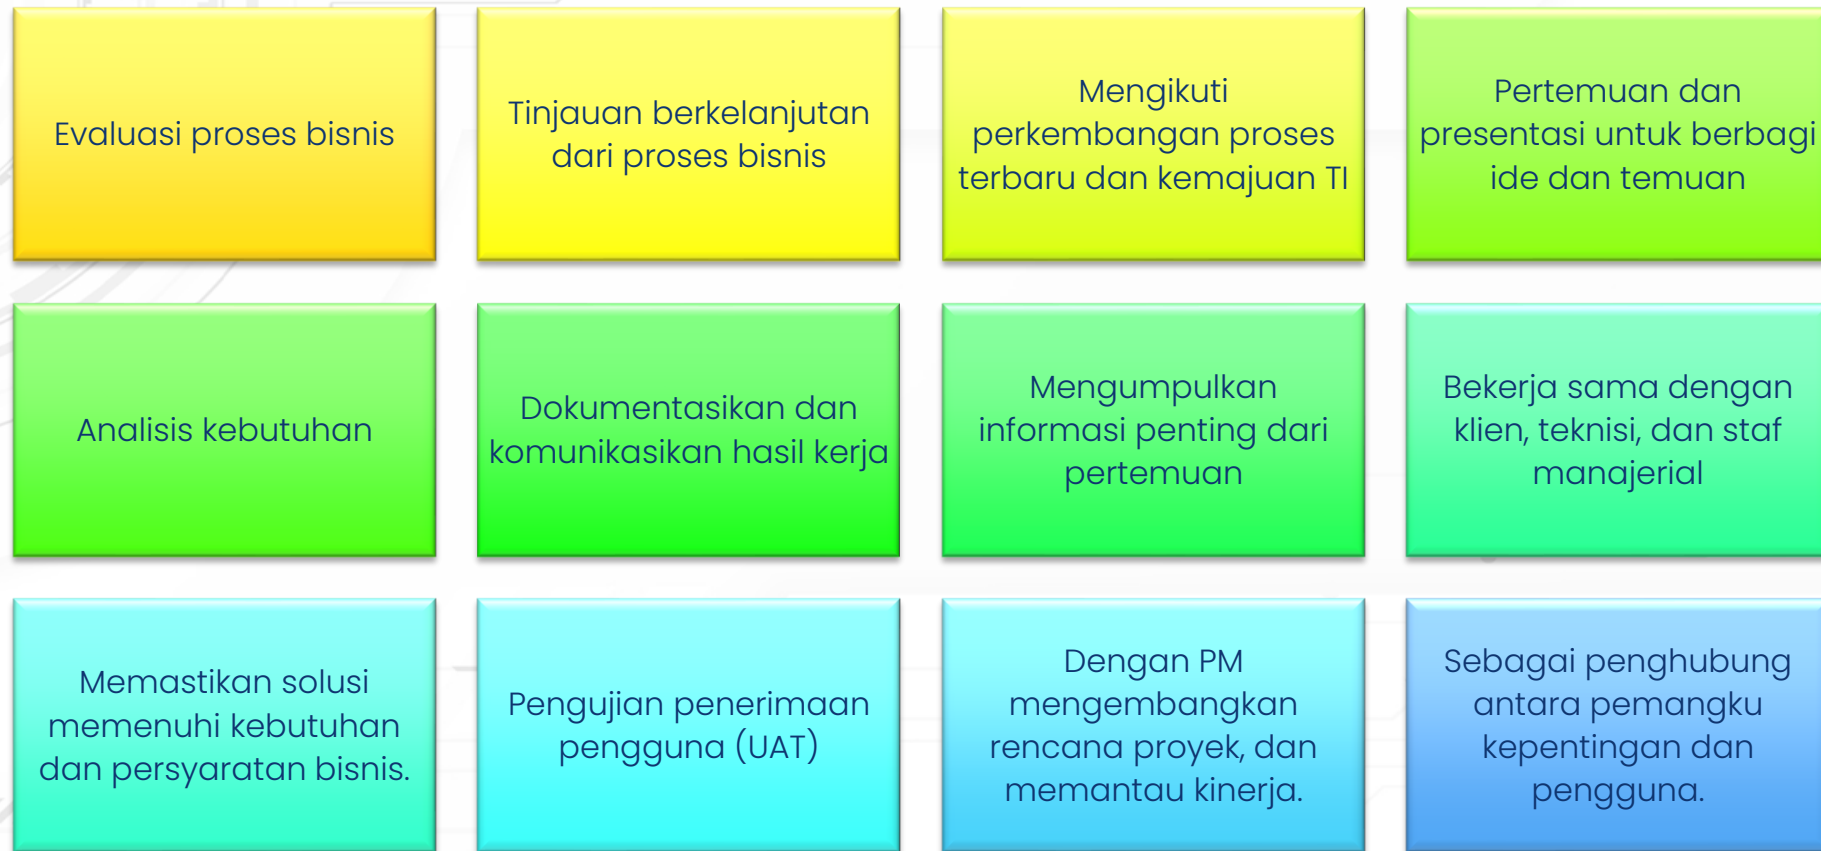 Evaluasi proses bisnis
Tinjauan berkelanjutan
dari proses bisnis
Mengikuti
perkembangan proses
terbaru dan kemajuan TI
Pertemuan dan
presentasi untuk berbagi
ide dan temuan
Analisis kebutuhan
Dokumentasikan dan
komunikasikan hasil kerja
Mengumpulkan
informasi penting dari
pertemuan
Bekerja sama dengan
klien, teknisi, dan staf
manajerial
Memastikan solusi
memenuhi kebutuhan
dan persyaratan bisnis.
Pengujian penerimaan
pengguna (UAT)
Dengan PM
mengembangkan
rencana proyek, dan
memantau kinerja.
Sebagai penghubung
antara pemangku
kepentingan dan
pengguna.